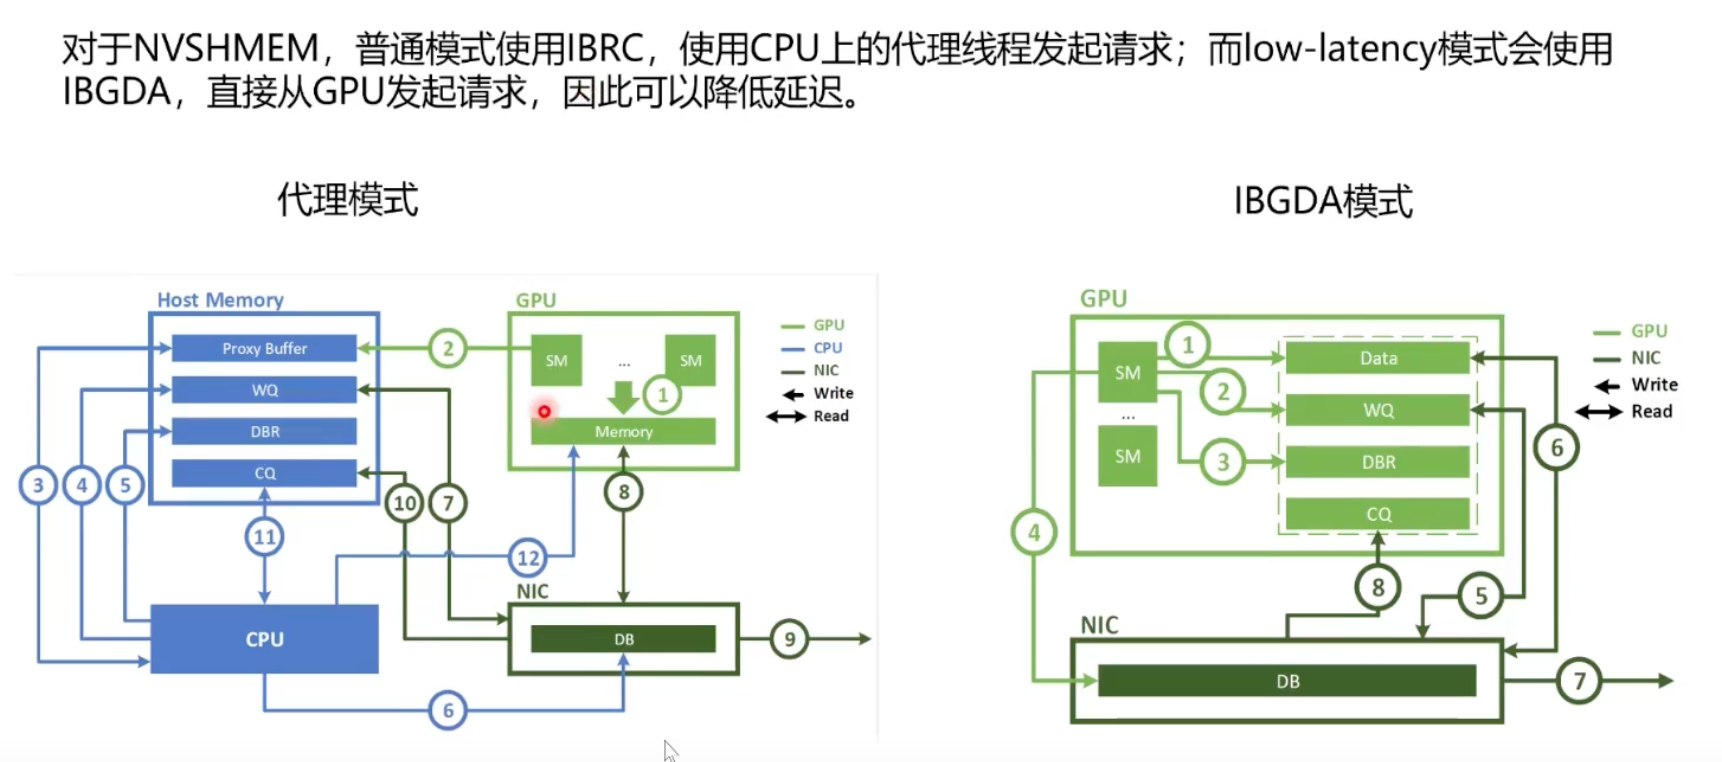 对于NVSHMEM，普通模式使用IBRC，使用CPU上的代理线程发起请求；而low-latency模式会使用
IBGDA，直接从GPU发起请求，因此可以降低延迟。
代理模式
Host Memory
Proxy Buffer
WQ
DBR
CQ
GPU
SM
...
SM
Memory
1
2
3
4
5
10
7
8
11
12
CPU
NIC
DB
9
6
GPU
CPU
NIC
Write
Read
IBGDA模式
GPU
SM
...
SM
1
2
3
Data
WQ
DBR
CQ
4
6
8
5
NIC
DB
7
GPU
NIC
Write
Read